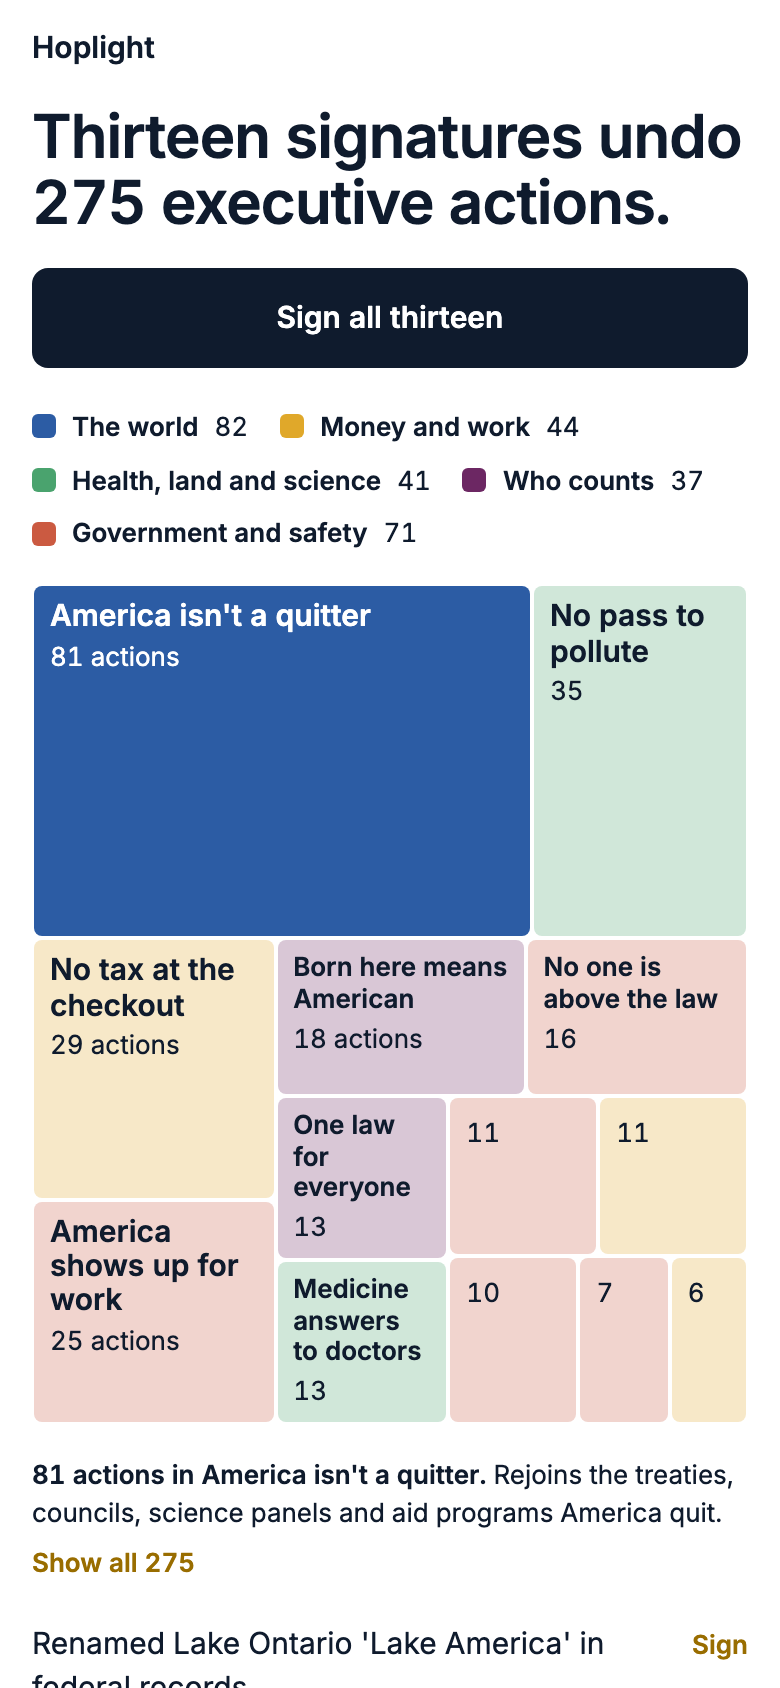 Hoplight
Thirteen signatures undo
275 executive actions.
Sign all thirteen
The world 82
Money and work 44
Health, land and science 41
Who counts 37
Government and safety 71
America isn't a quitter
81 actions
No pass to
pollute
35
No tax at the
checkout
29 actions
Born here means
American
18 actions
No one is
above the law
16
One law
for
everyone
13
11
11
America
shows up for
work
25 actions
Medicine
answers
to doctors
13
10
7
6
81 actions in America isn't a quitter. Rejoins the treaties,
councils, science panels and aid programs America quit.
Show all 275
Renamed Lake Ontario 'Lake America' in
Sign
federal records